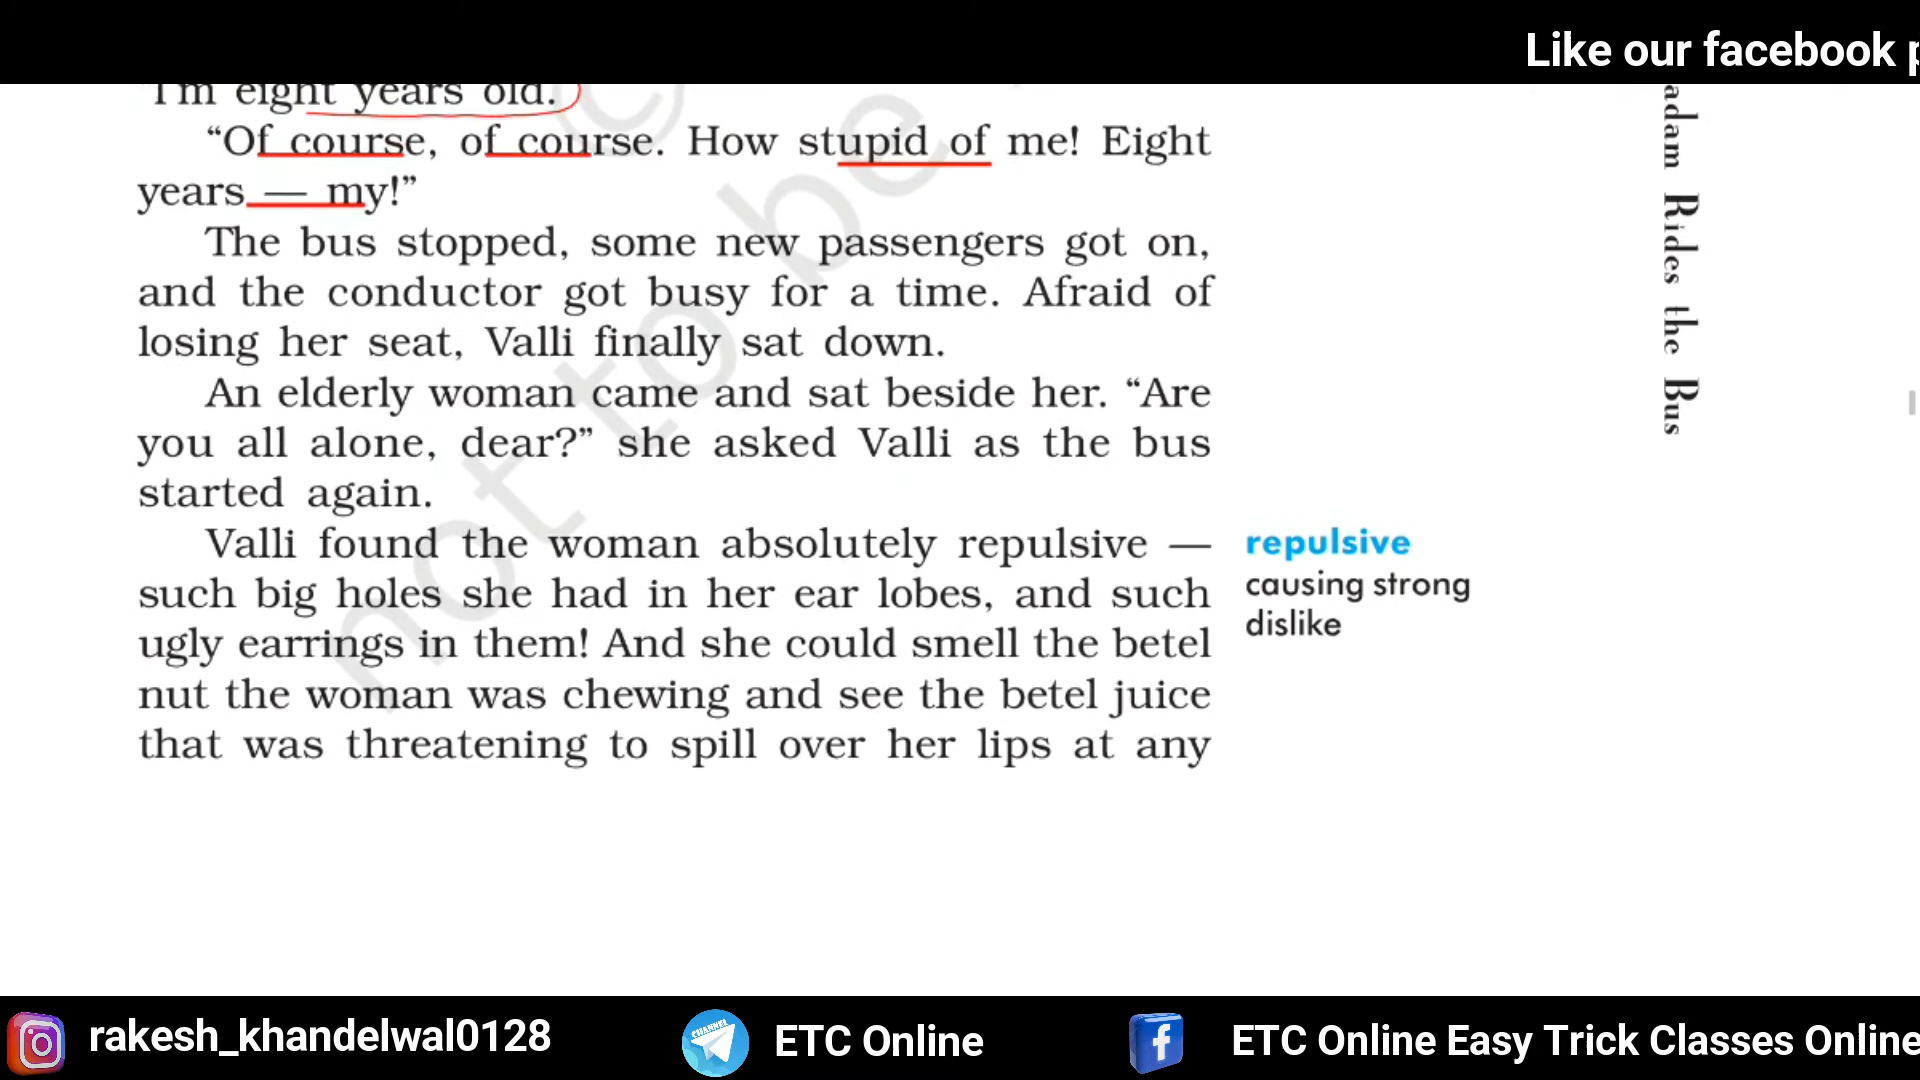 Like our facebook
I'm eight years old.
“Of course, of course. How stupid of me! Eight
years — my!”
The bus stopped, some new passengers got on,
and the conductor got busy for a time. Afraid of
losing her seat, Valli finally sat down.
An elderly woman came and sat beside her. “Are
you all alone, dear?” she asked Valli as the bus
started again.
Valli found the woman absolutely repulsive —
such big holes she had in her ear lobes, and such
ugly earrings in them! And she could smell the betel
nut the woman was chewing and see the betel juice
that was threatening to spill over her lips at any
repulsive
causing strong
dislike
adam Rides the Bus
not to be
©
rakesh_khandelwal0128
CHANNEL
ETC Online
f
ETC Online Easy Trick Classes Online